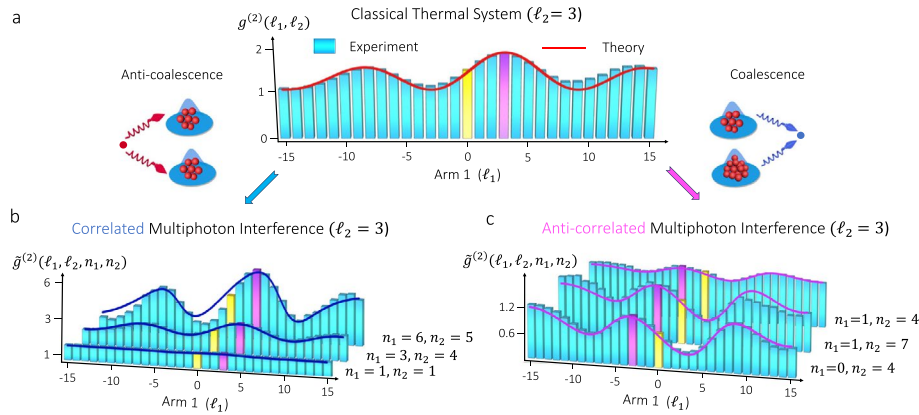 a
Classical Thermal System (ℓ₂= 3)
g⁽²⁾(ℓ₁,ℓ₂)
Experiment
Theory
Anti-coalescence
Coalescence
2
1
0
-15 -10 -5 0 5 10 15
Arm 1 (ℓ₁)
b
Correlated Multiphoton Interference (ℓ₂ = 3)
g̃⁽²⁾(ℓ₁,ℓ₂,n₁,n₂)
6
3
1
n₁ = 6, n₂ = 5
n₁ = 3, n₂ = 4
n₁ = 1, n₂ = 1
-15 -10 -5 0 5 10 15
Arm 1 (ℓ₁)
c
Anti-correlated Multiphoton Interference (ℓ₂ = 3)
g̃⁽²⁾(ℓ₁,ℓ₂,n₁,n₂)
1.2
0.6
n₁=1, n₂ = 4
n₁=1, n₂ = 7
n₁=0, n₂ = 4
-15 -10 -5 0 5 10 15
Arm 1 (ℓ₁)